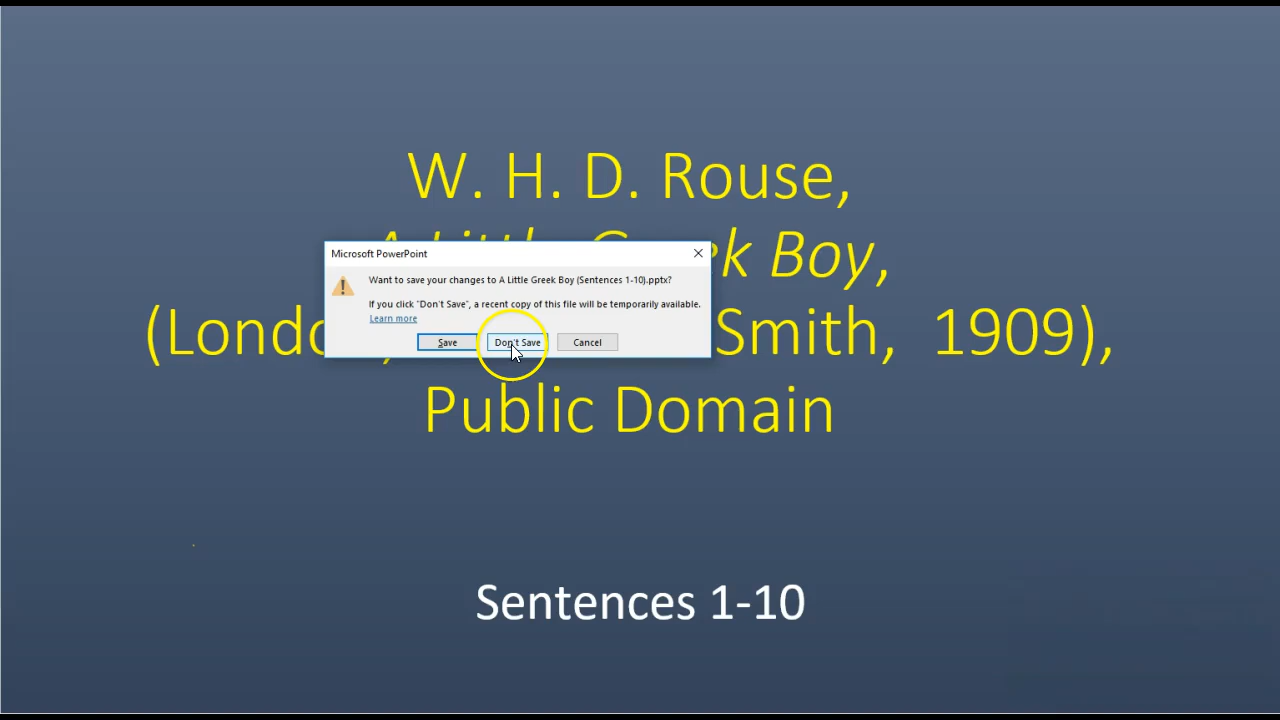 W. H. D. Rouse,
Boy,
Microsoft PowerPoint
Want to save your changes to A Little Greek Boy (Sentences 1-10).pptx?
If you click "Don't Save", a recent copy of this file will be temporarily available.
Learn more
Save Don't Save Cancel
Smith, 1909),
Public Domain
Sentences 1-10